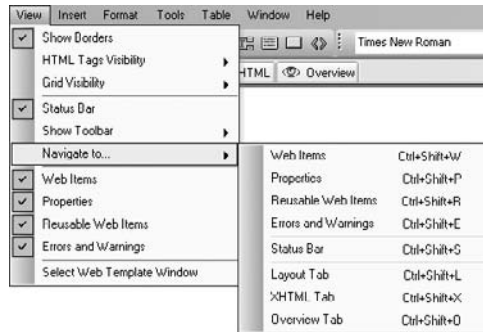 View Insert Format Tools Table Window Help
Show Borders
HTML Tags Visibility
Grid Visibility
Status Bar
Show Toolbar
Navigate to...
Web Items
Properties
Reusable Web Items
Errors and Warnings
Select Web Template Window
Times New Roman
HTML Overview
Web Items Ctrl+Shift+W
Properties Ctrl+Shift+P
Reusable Web Items Ctrl+Shift+R
Errors and Warnings Ctrl+Shift+E
Status Bar Ctrl+Shift+S
Layout Tab Ctrl+Shift+L
XHTML Tab Ctrl+Shift+X
Overview Tab Ctrl+Shift+O